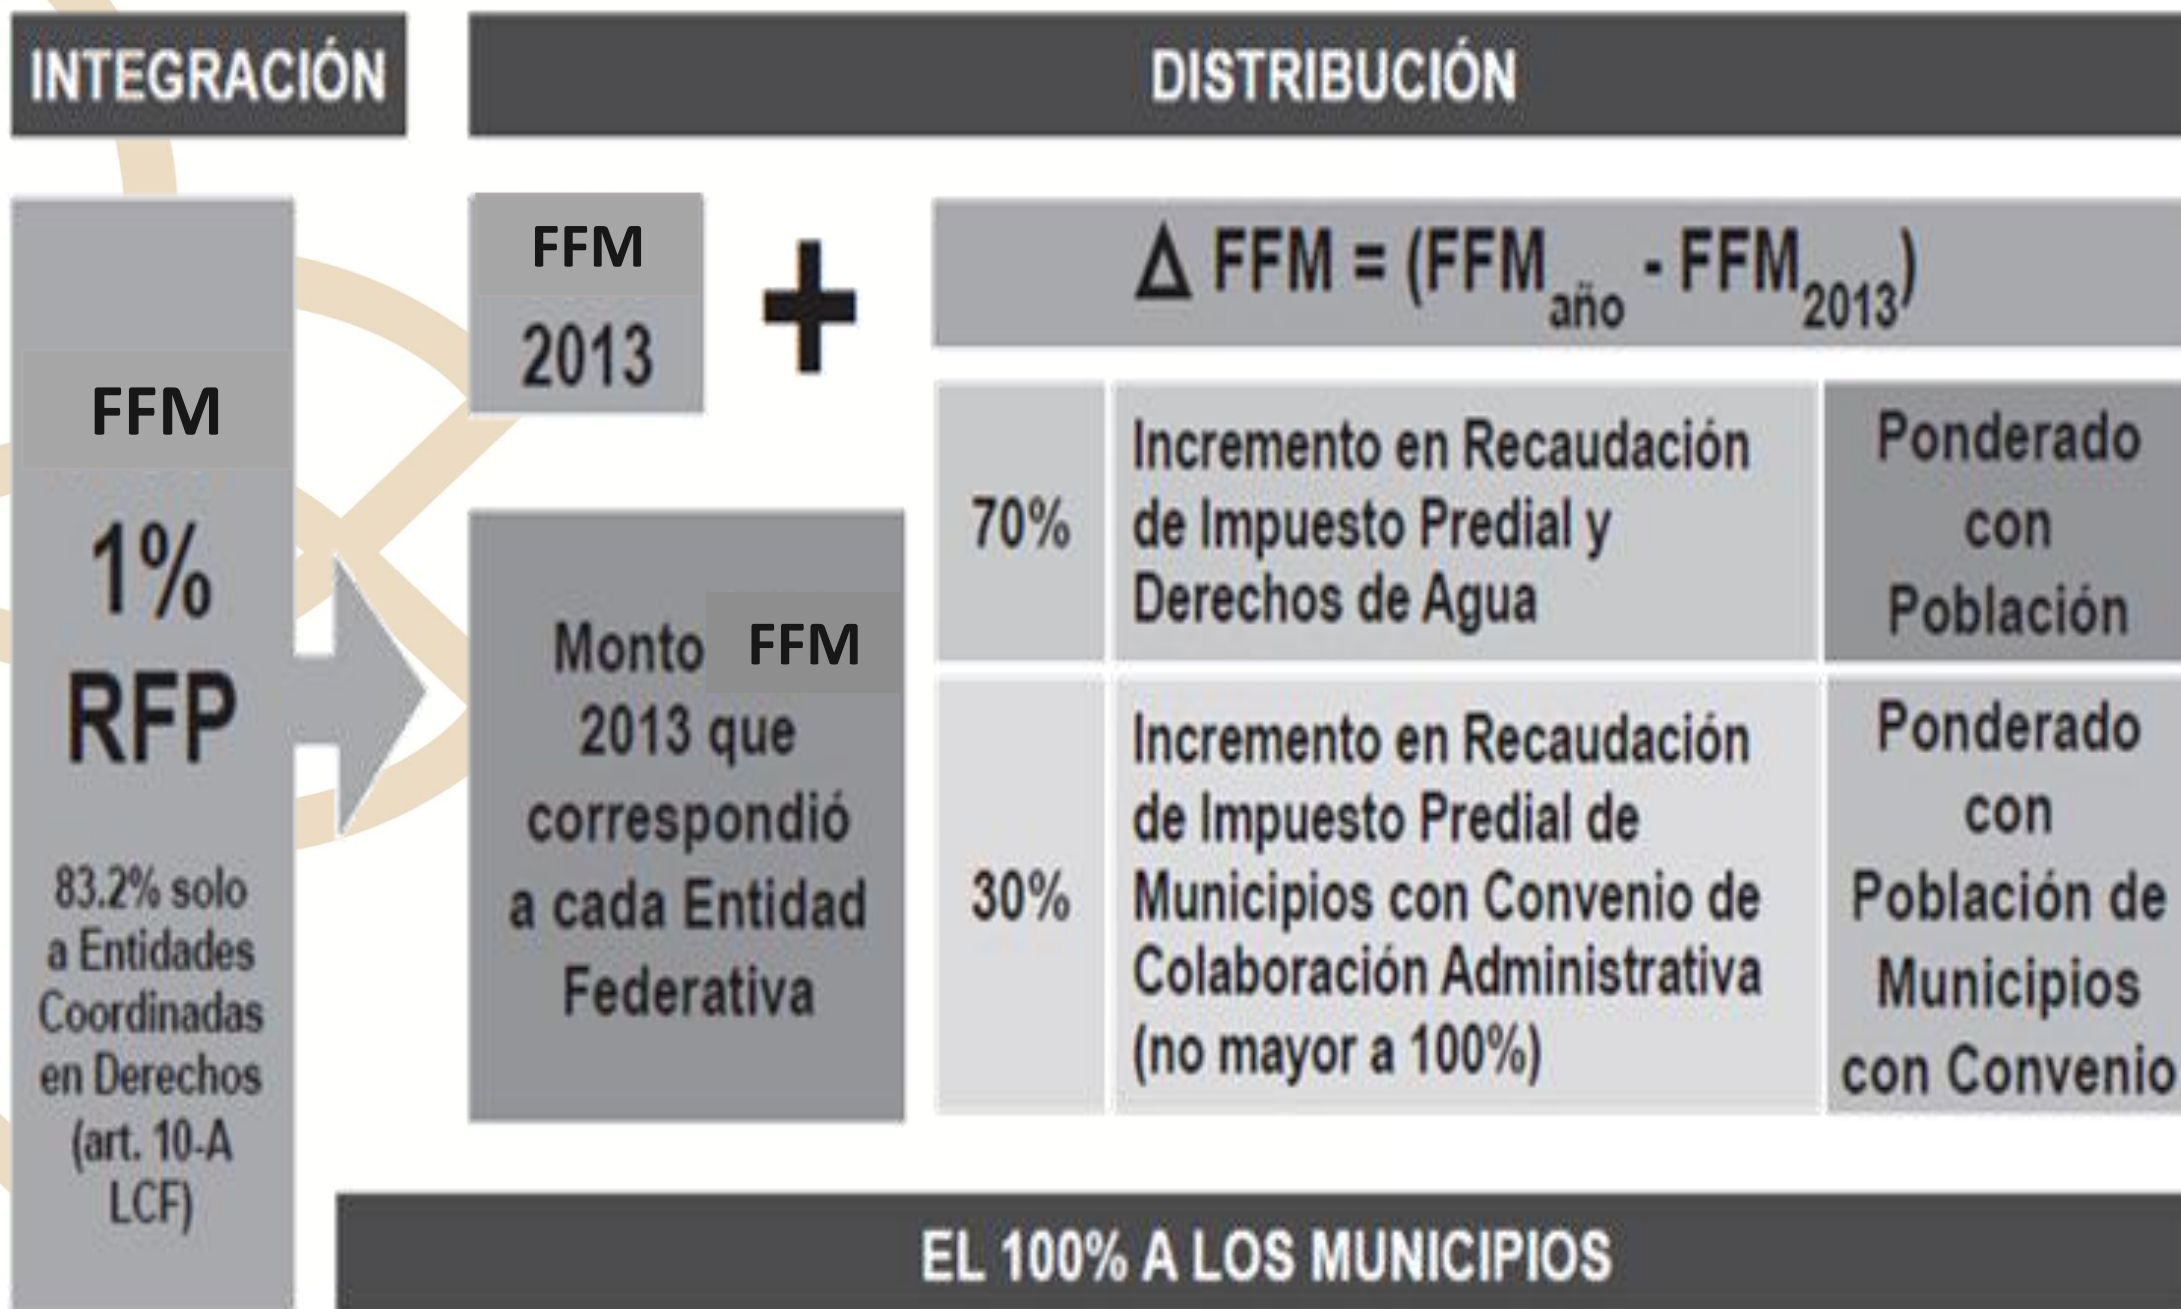 INTEGRACIÓN
DISTRIBUCIÓN
FFM
1%
RFP
83.2% solo
a Entidades
Coordinadas
en Derechos
(art. 10-A
LCF)
FFM
2013
+
Monto FFM
2013 que
correspondió
a cada Entidad
Federativa
Δ FFM = (FFMaño - FFM2013)
70%
Incremento en Recaudación
de Impuesto Predial y
Derechos de Agua
Ponderado
con
Población
30%
Incremento en Recaudación
de Impuesto Predial de
Municipios con Convenio de
Colaboración Administrativa
(no mayor a 100%)
Ponderado
con
Población de
Municipios
con Convenio
EL 100% A LOS MUNICIPIOS